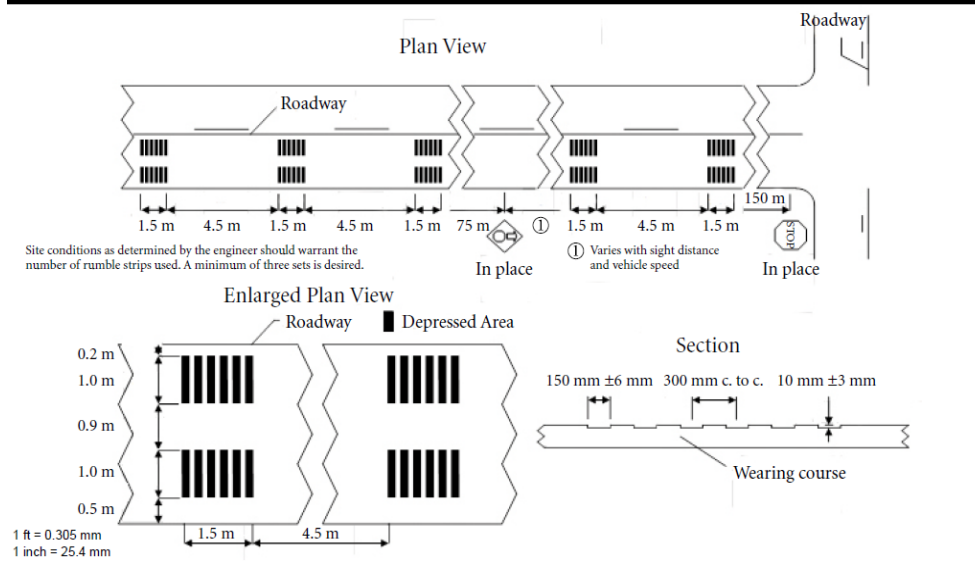 Roadway
Plan View
Roadway
150 m
1.5 m 4.5 m 1.5 m 4.5 m 1.5 m 75 m ① 1.5 m 4.5 m 1.5 m
STOP
Site conditions as determined by the engineer should warrant the
number of rumble strips used. A minimum of three sets is desired.
In place
① Varies with sight distance
and vehicle speed
In place
Enlarged Plan View
Roadway Depressed Area
0.2 m
1.0 m
0.9 m
1.0 m
0.5 m
1.5 m 4.5 m
1 ft = 0.305 mm
1 inch = 25.4 mm
Section
150 mm ±6 mm 300 mm c. to c. 10 mm ±3 mm
Wearing course